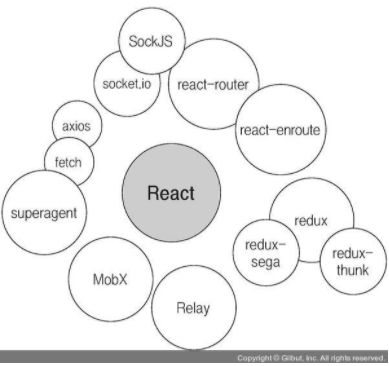 SockJS
socket.io
react-router
axios
react-enroute
fetch
React
superagent
redux
redux-
sega
redux-
thunk
MobX
Relay
Copyright © Gilbut, Inc. All rights reserved.